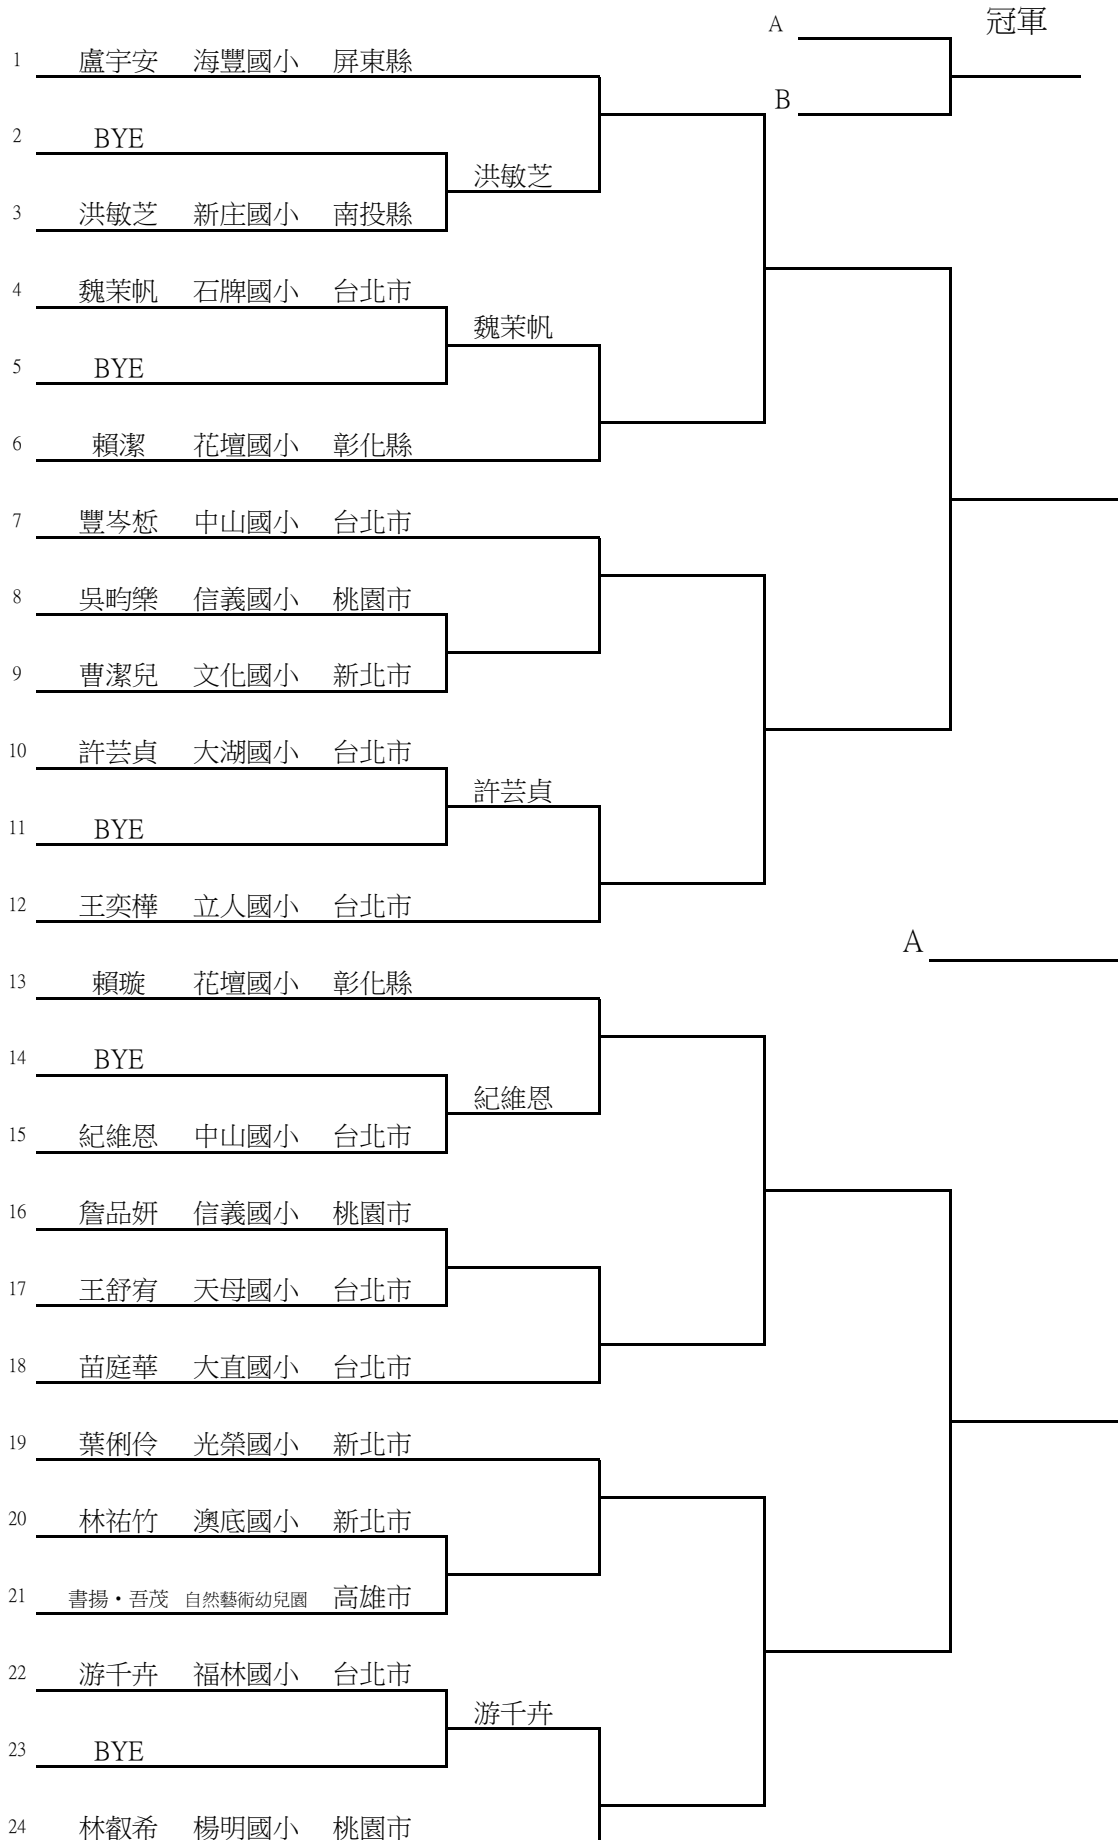 A 冠軍
1 盧宇安 海豐國小 屏東縣
B
2 BYE
洪敏芝
3 洪敏芝 新庄國小 南投縣
4 魏茉帆 石牌國小 台北市
魏茉帆
5 BYE
6 賴潔 花壇國小 彰化縣
7 豐岑惁 中山國小 台北市
8 吳畇樂 信義國小 桃園市
9 曹潔兒 文化國小 新北市
10 許芸貞 大湖國小 台北市
許芸貞
11 BYE
12 王奕樺 立人國小 台北市
A
13 賴璇 花壇國小 彰化縣
14 BYE
紀維恩
15 紀維恩 中山國小 台北市
16 詹品妍 信義國小 桃園市
17 王舒宥 天母國小 台北市
18 苗庭華 大直國小 台北市
19 葉俐伶 光榮國小 新北市
20 林祐竹 澳底國小 新北市
21 書揚・吾茂 自然藝術幼兒園 高雄市
22 游千卉 福林國小 台北市
游千卉
23 BYE
24 林叡希 楊明國小 桃園市